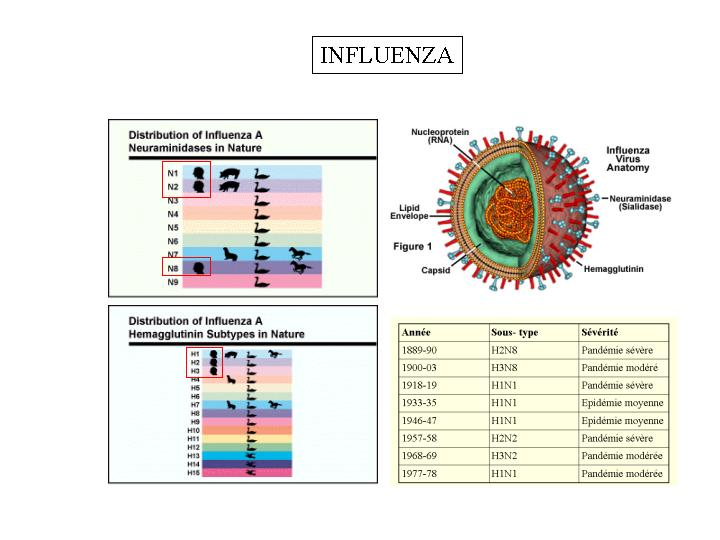 INFLUENZA
Distribution of Influenza A
Neuraminidases in Nature
N1
N2
N3
N4
N5
N6
N7
N8
N9
Nucleoprotein
(RNA)
Influenza
Virus
Anatomy
Lipid
Envelope
Neuraminidase
(Sialidase)
Figure 1
Capsid
Hemagglutinin
Distribution of Influenza A
Hemagglutinin Subtypes in Nature
H1
H2
H3
H4
H5
H6
H7
H8
H9
H10
H11
H12
H13
H14
H15
Année Sous- type Sévérité
1889-90 H2N8 Pandémie sévère
1900-03 H3N8 Pandémie modéré
1918-19 H1N1 Pandémie sévère
1933-35 H1N1 Epidémie moyenne
1946-47 H1N1 Epidémie moyenne
1957-58 H2N2 Pandémie sévère
1968-69 H3N2 Pandémie modérée
1977-78 H1N1 Pandémie modérée